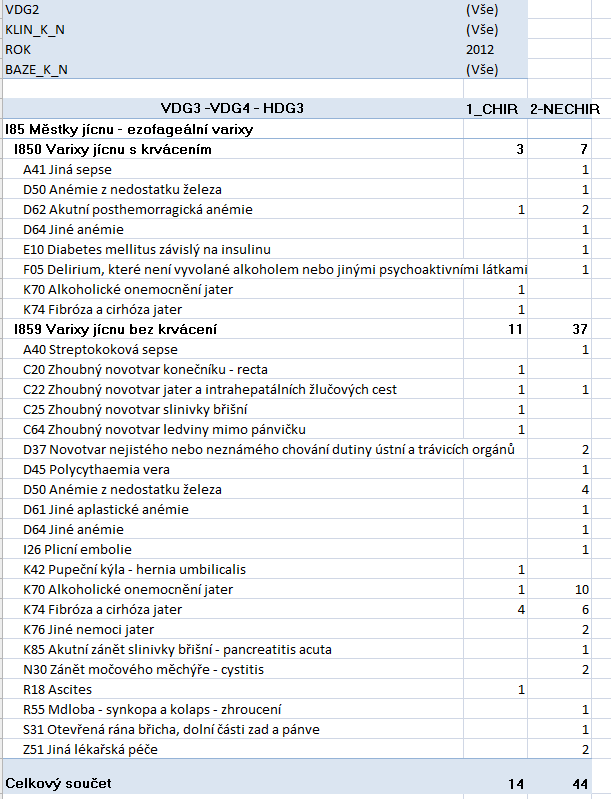 VDG2 (Vše)
KLIN_K_N (Vše)
ROK 2012
BAZE_K_N (Vše)
VDG3 -VDG4 - HDG3 1_CHIR 2-NECHIR
I85 Městky jícnu - ezofageální varixy
I850 Varixy jícnu s krvácením 3 7
A41 Jiná sepse 1
D50 Anémie z nedostatku železa 1
D62 Akutní posthemorragická anémie 1 2
D64 Jiné anémie 1
E10 Diabetes mellitus závislý na insulinu 1
F05 Delirium, které není vyvolané alkoholem nebo jinými psychoaktivními látkami 1
K70 Alkoholické onemocnění jater 1
K74 Fibróza a cirhóza jater 1
I859 Varixy jícnu bez krvácení 11 37
A40 Streptokoková sepse 1
C20 Zhoubný novotvar konečníku - recta 1
C22 Zhoubný novotvar jater a intrahepatálních žlučových cest 1 1
C25 Zhoubný novotvar slinivky břišní 1
C64 Zhoubný novotvar ledviny mimo pánvičku 1
D37 Novotvar nejistého nebo neznámého chování dutiny ústní a trávicích orgánů 2
D45 Polycythaemia vera 1
D50 Anémie z nedostatku železa 4
D61 Jiné aplastické anémie 1
D64 Jiné anémie 1
I26 Plicní embolie 1
K42 Pupeční kýla - hernia umbilicalis 1
K70 Alkoholické onemocnění jater 1 10
K74 Fibróza a cirhóza jater 4 6
K76 Jiné nemoci jater 2
K85 Akutní zánět slinivky břišní - pancreatitis acuta 1
N30 Zánět močového měchýře - cystitis 2
R18 Ascites 1
R55 Mdloba - synkopa a kolaps - zhroucení 1
S31 Otevřená rána břicha, dolní části zad a pánve 1
Z51 Jiná lékařská péče 2
Celkový součet 14 44